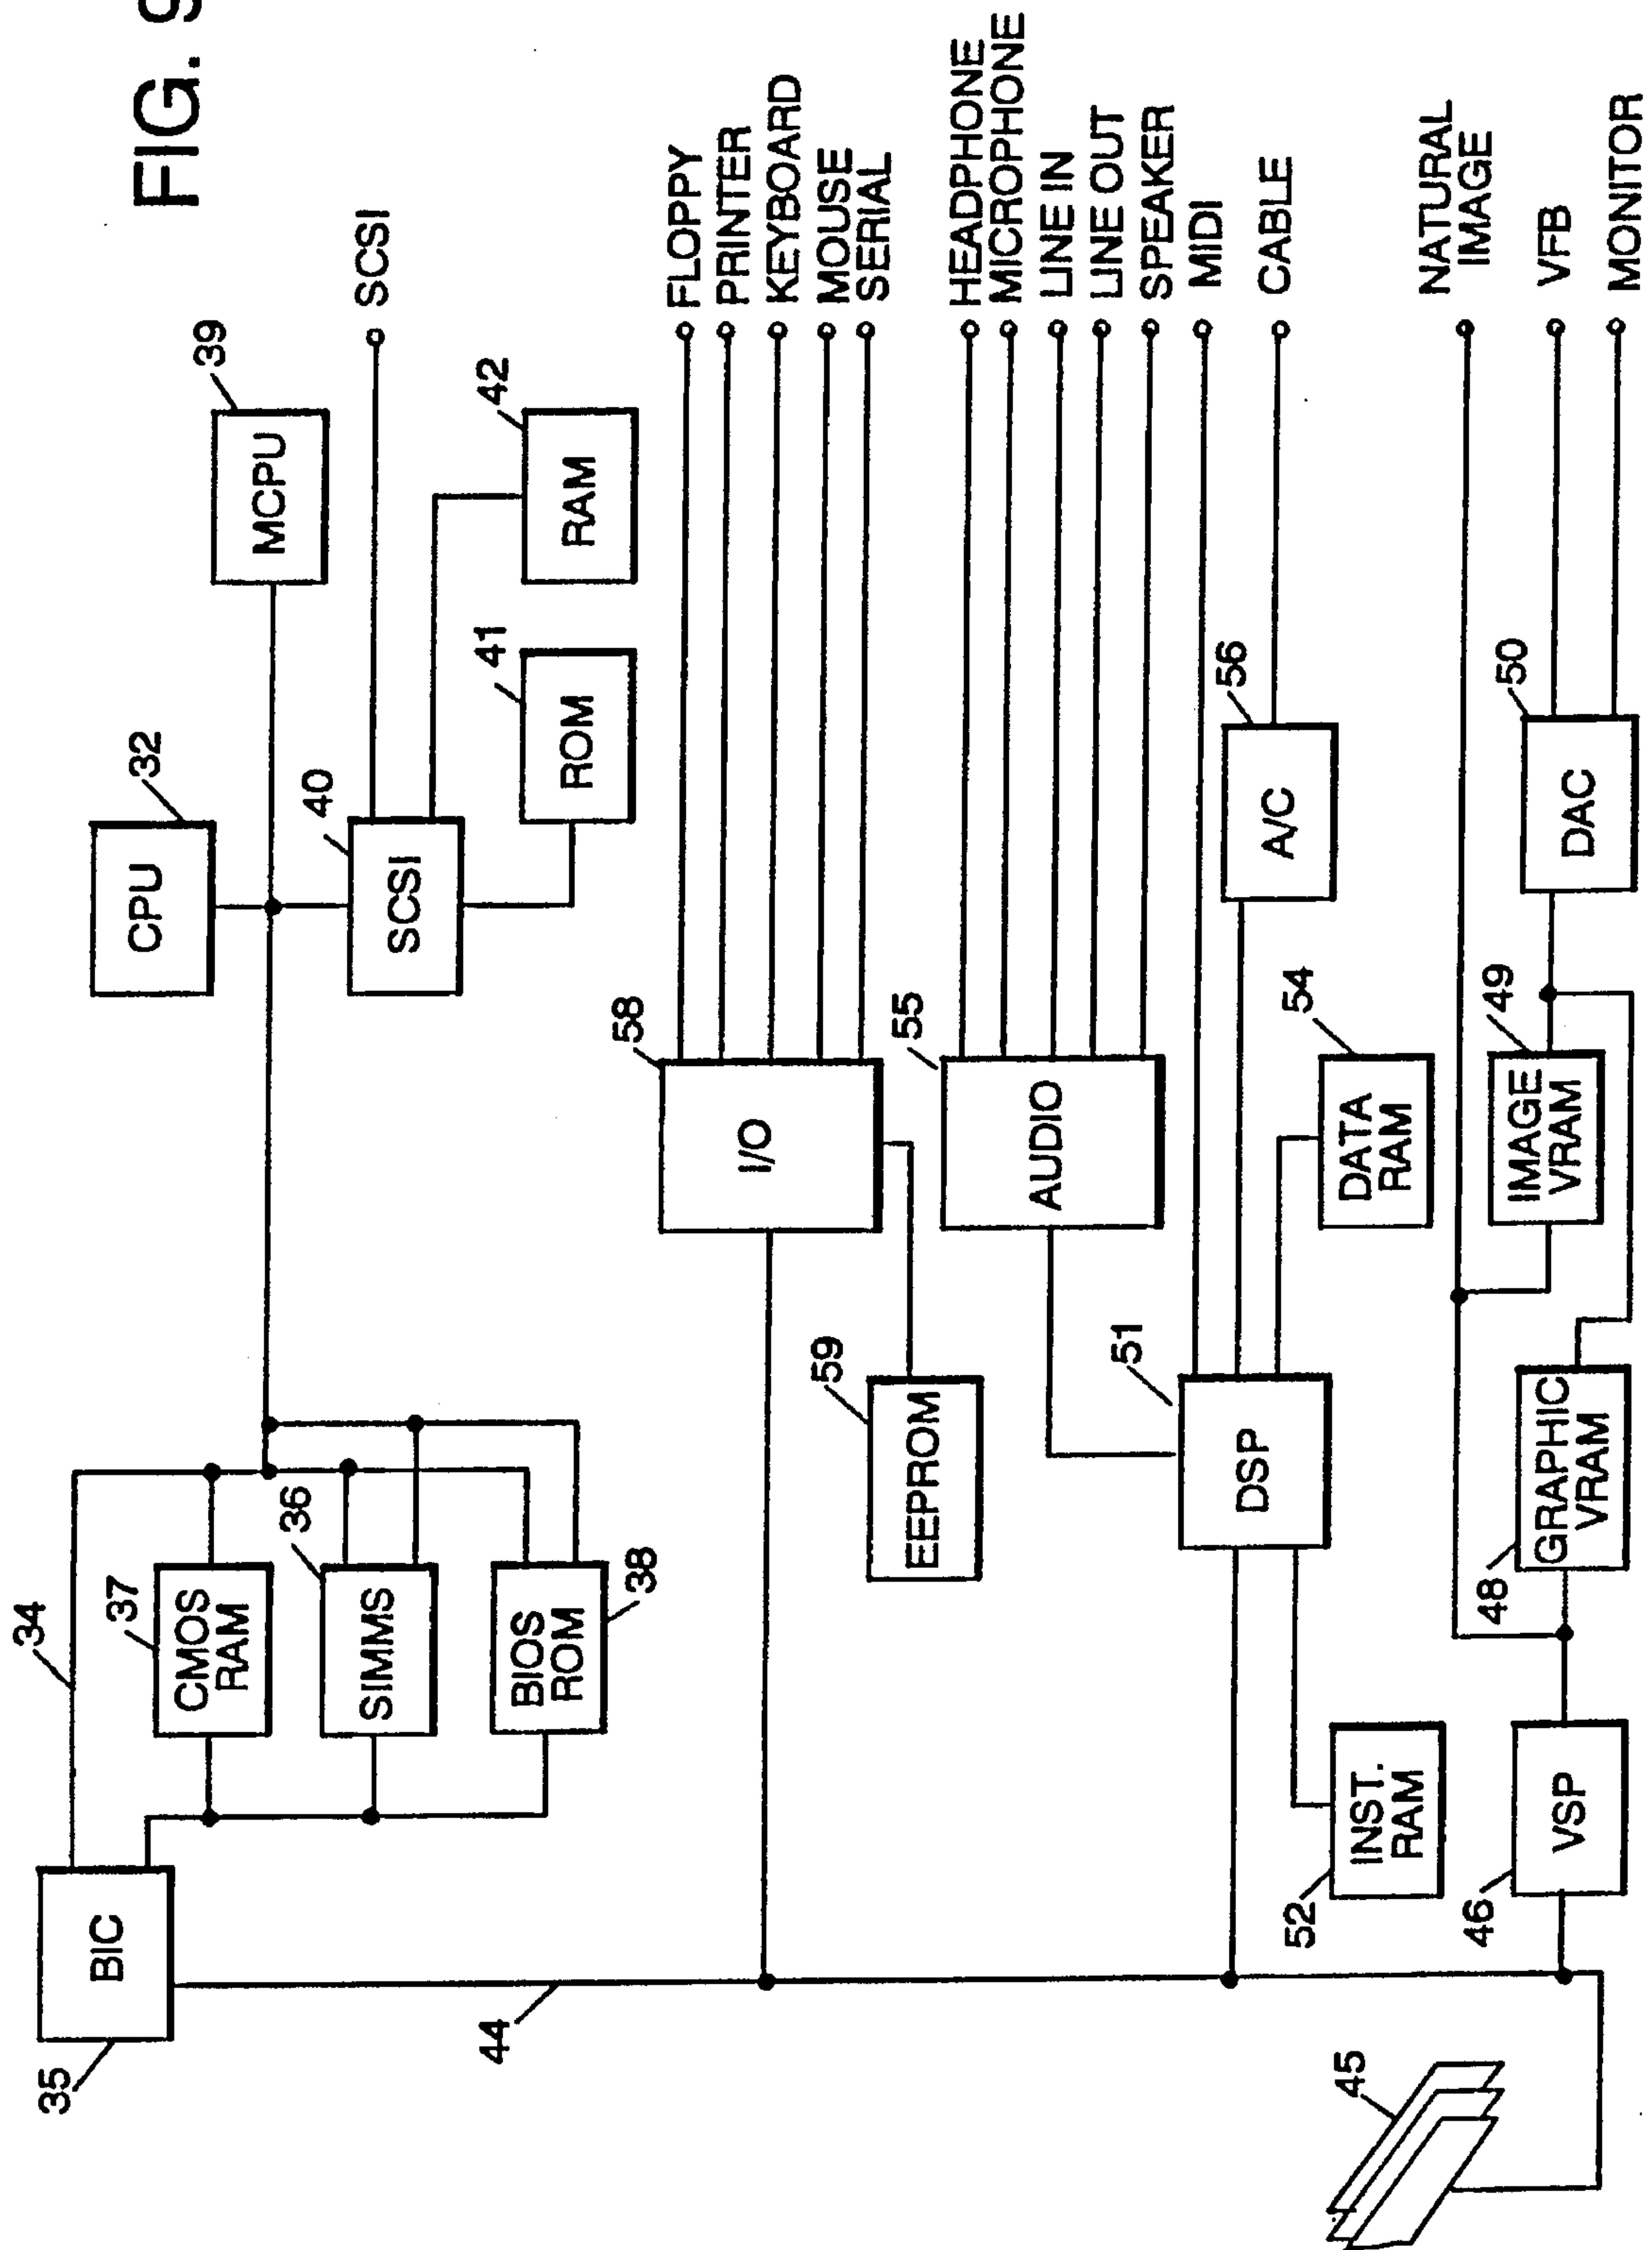 FIG. 9
35
BIC
34
37
CMOS
RAM
36
SIMMS
BIOS
ROM
38
CPU
32
MCPU
39
40
SCSI
SCSI
41
ROM
42
RAM
44
58
I/O
FLOPPY
PRINTER
KEYBOARD
MOUSE
SERIAL
59
EEPROM
55
AUDIO
HEADPHONE
MICROPHONE
LINE IN
LINE OUT
SPEAKER
MIDI
51
DSP
56
A/C
CABLE
54
DATA
RAM
52
INST.
RAM
45
46
VSP
48
GRAPHIC
VRAM
49
IMAGE
VRAM
50
DAC
NATURAL
IMAGE
VFB
MONITOR